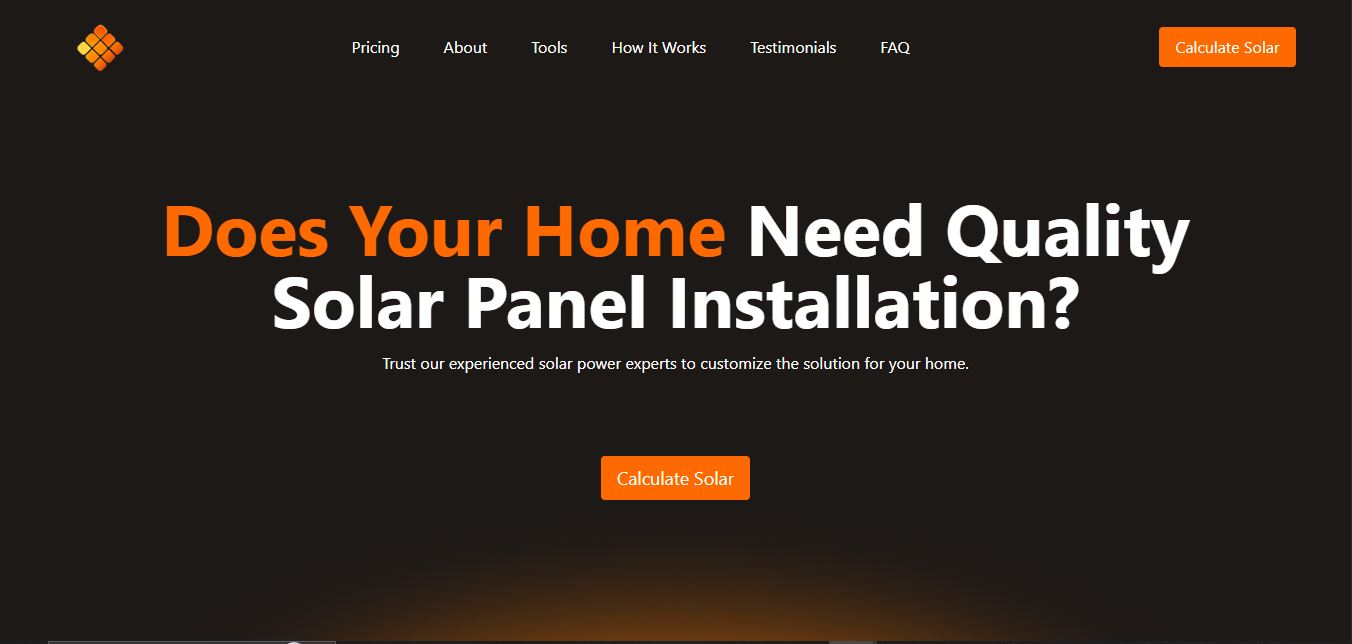 Pricing About Tools How It Works Testimonials FAQ Calculate Solar
Does Your Home Need Quality
Solar Panel Installation?
Trust our experienced solar power experts to customize the solution for your home.
Calculate Solar